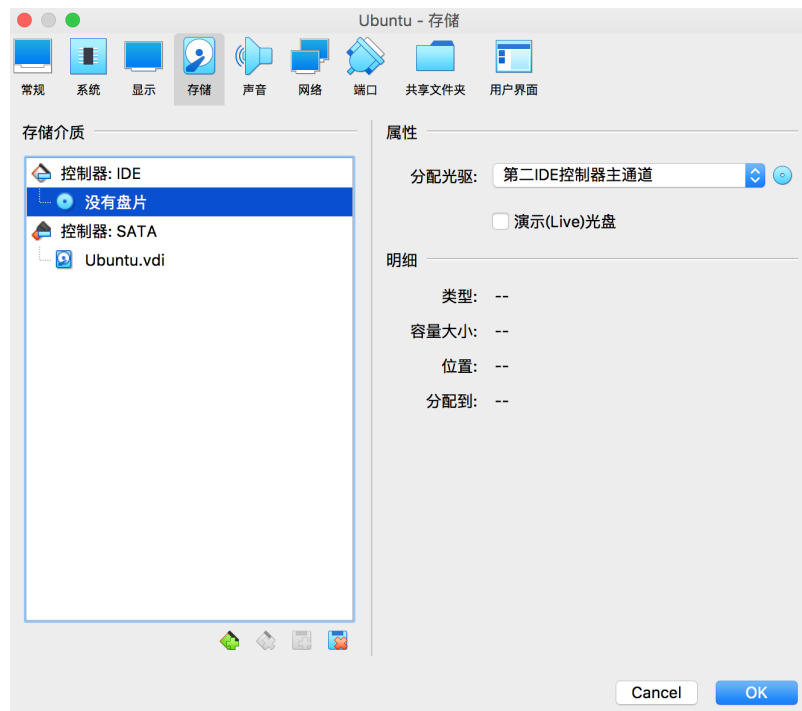 Ubuntu - 存储
常规 系统 显示 存储 声音 网络 端口 共享文件夹 用户界面
存储介质
控制器: IDE
没有盘片
控制器: SATA
Ubuntu.vdi
属性
分配光驱: 第二IDE控制器主通道
演示(Live)光盘
明细
类型: --
容量大小: --
位置: --
分配到: --
Cancel OK